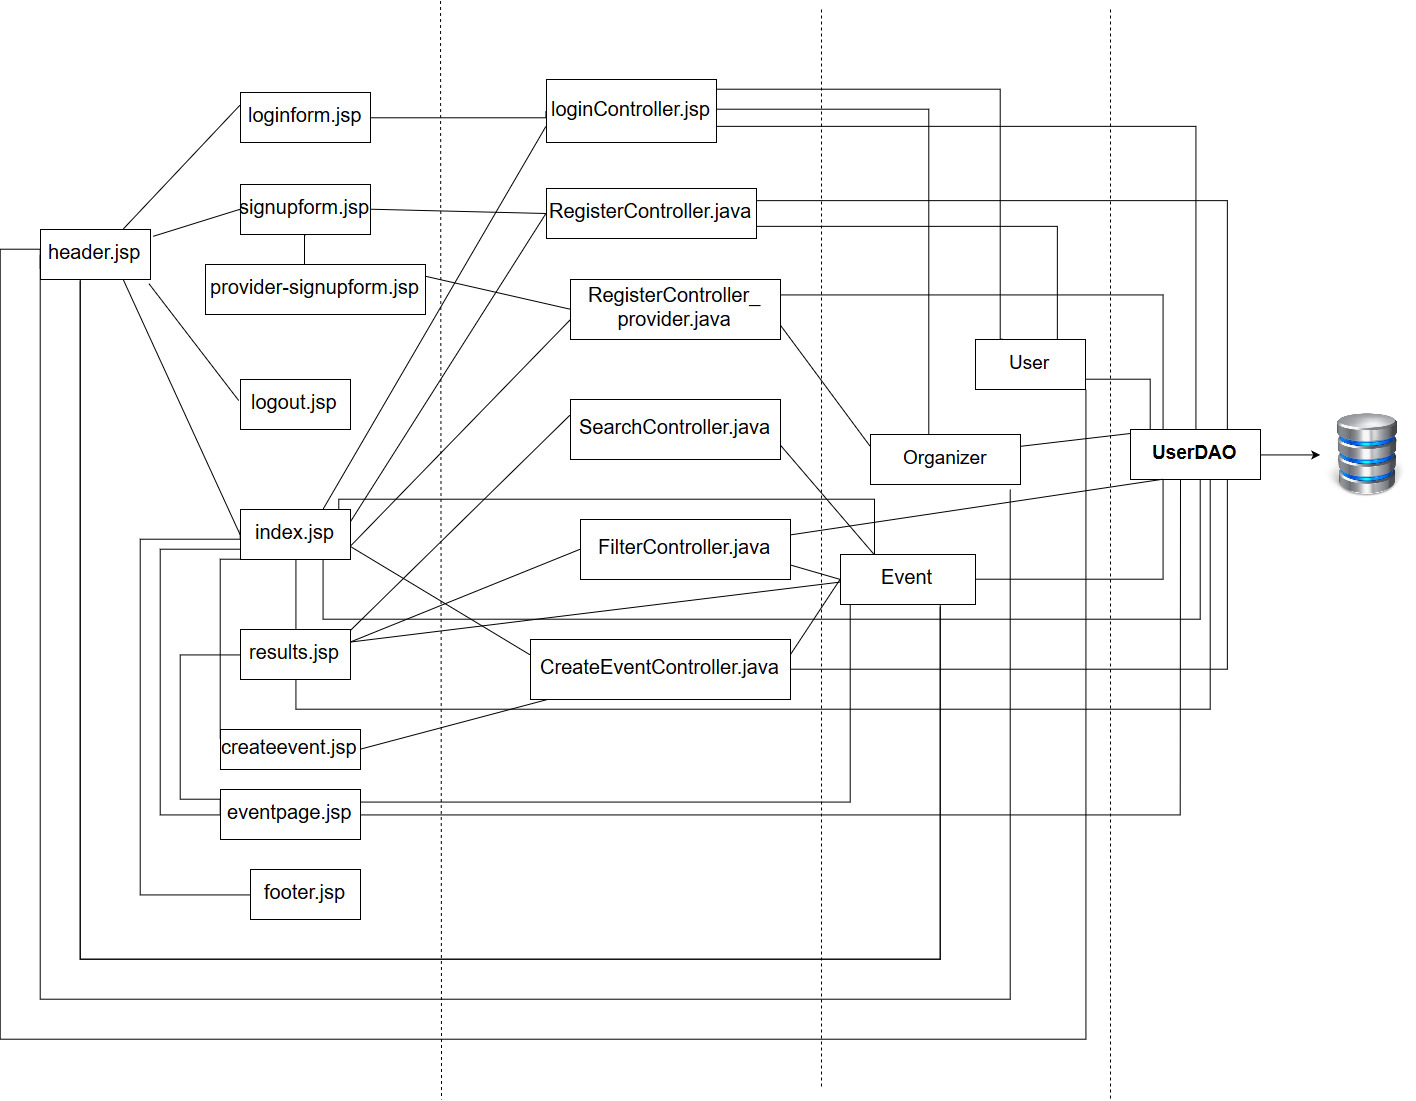 loginform.jsp
signupform.jsp
header.jsp
provider-signupform.jsp
logout.jsp
index.jsp
results.jsp
createevent.jsp
eventpage.jsp
footer.jsp
loginController.jsp
RegisterController.java
RegisterController_
provider.java
SearchController.java
FilterController.java
CreateEventController.java
User
Organizer
Event
UserDAO